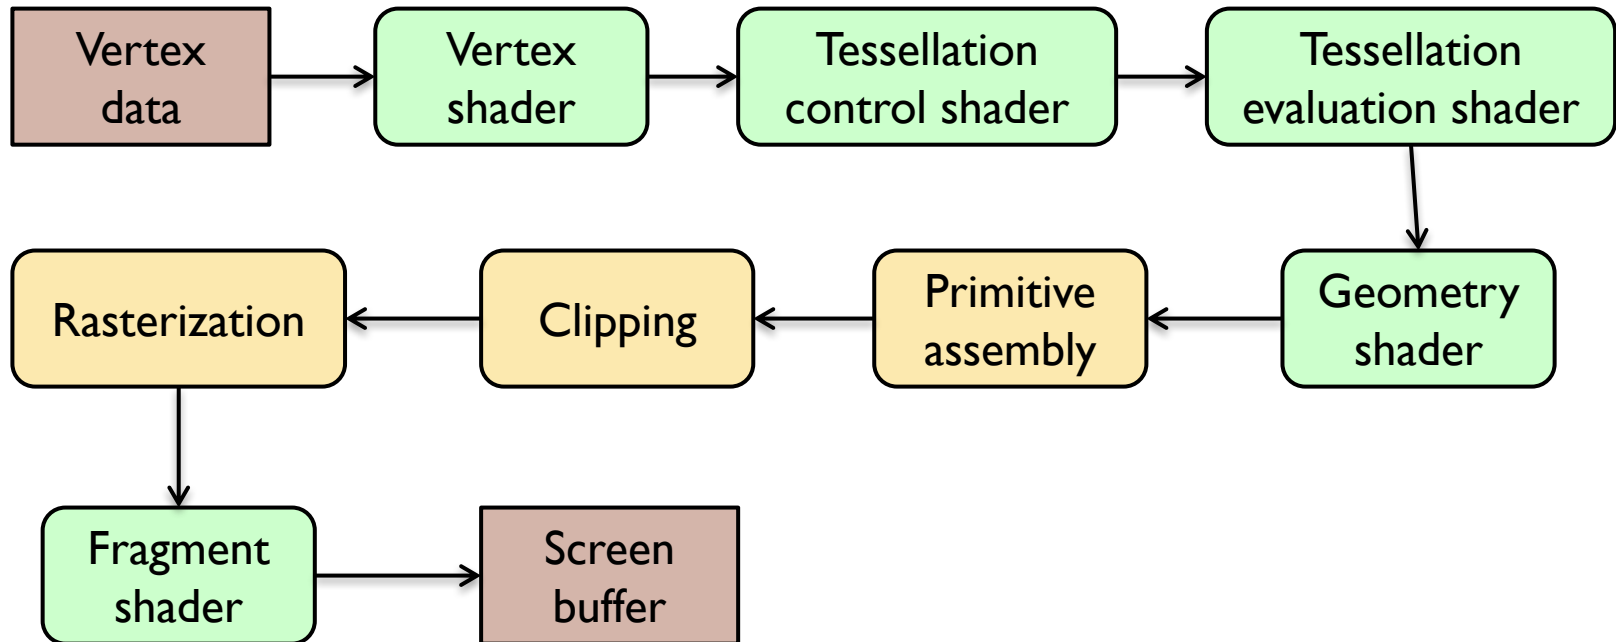 Vertex
data
Vertex
shader
Tessellation
control shader
Tessellation
evaluation shader
Geometry
shader
Primitive
assembly
Clipping
Rasterization
Fragment
shader
Screen
buffer